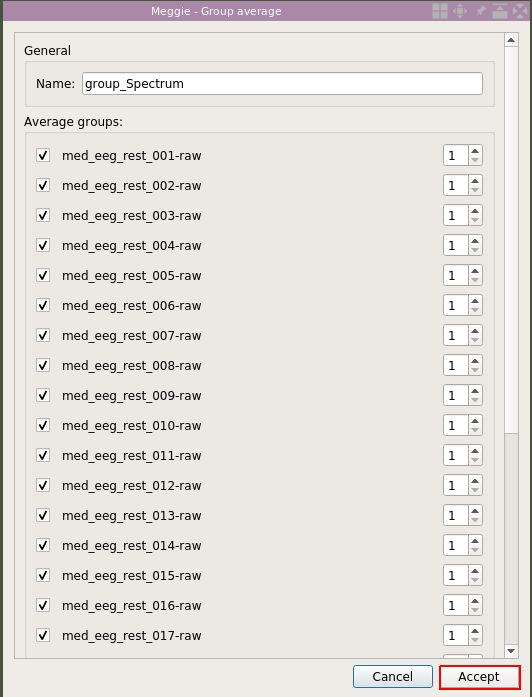 Meggie - Group average
General
Name: group_Spectrum
Average groups:
med_eeg_rest_001-raw 1
med_eeg_rest_002-raw 1
med_eeg_rest_003-raw 1
med_eeg_rest_004-raw 1
med_eeg_rest_005-raw 1
med_eeg_rest_006-raw 1
med_eeg_rest_007-raw 1
med_eeg_rest_008-raw 1
med_eeg_rest_009-raw 1
med_eeg_rest_010-raw 1
med_eeg_rest_011-raw 1
med_eeg_rest_012-raw 1
med_eeg_rest_013-raw 1
med_eeg_rest_014-raw 1
med_eeg_rest_015-raw 1
med_eeg_rest_016-raw 1
med_eeg_rest_017-raw 1
Cancel Accept